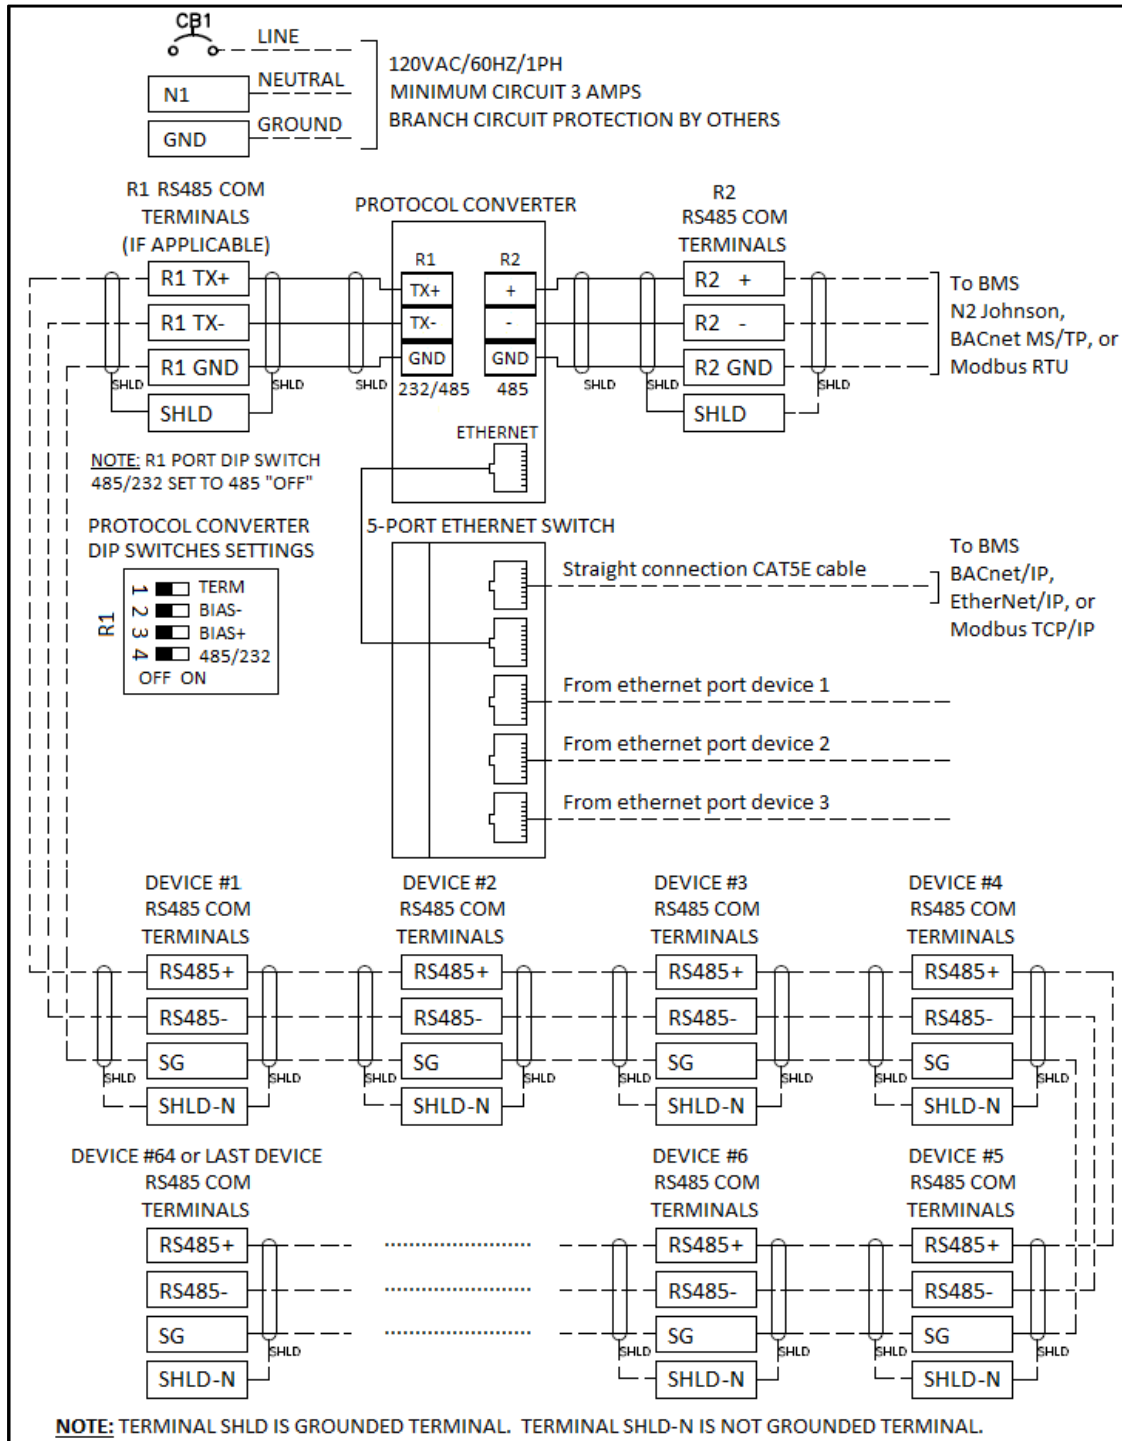 CB1
LINE
N1
NEUTRAL
GND
GROUND
120VAC/60HZ/1PH
MINIMUM CIRCUIT 3 AMPS
BRANCH CIRCUIT PROTECTION BY OTHERS
R1 RS485 COM
TERMINALS
(IF APPLICABLE)
R1 TX+
R1 TX-
R1 GND
SHLD
SHLD
SHLD
SHLD
PROTOCOL CONVERTER
R1
R2
TX+
+
TX-
-
GND
GND
232/485
485
ETHERNET
R2
RS485 COM
TERMINALS
R2 +
R2 -
R2 GND
SHLD
SHLD
SHLD
SHLD
To BMS
N2 Johnson,
BACnet MS/TP, or
Modbus RTU
NOTE: R1 PORT DIP SWITCH
485/232 SET TO 485 "OFF"
PROTOCOL CONVERTER
DIP SWITCHES SETTINGS
R1
1 TERM
2 BIAS-
3 BIAS+
4 485/232
OFF ON
5-PORT ETHERNET SWITCH
Straight connection CAT5E cable
To BMS
BACnet/IP,
EtherNet/IP, or
Modbus TCP/IP
From ethernet port device 1
From ethernet port device 2
From ethernet port device 3
DEVICE #1
RS485 COM
TERMINALS
RS485+
RS485-
SG
SHLD-N
SHLD
SHLD
DEVICE #2
RS485 COM
TERMINALS
RS485+
RS485-
SG
SHLD-N
SHLD
SHLD
DEVICE #3
RS485 COM
TERMINALS
RS485+
RS485-
SG
SHLD-N
SHLD
SHLD
DEVICE #4
RS485 COM
TERMINALS
RS485+
RS485-
SG
SHLD-N
SHLD
SHLD
DEVICE #64 or LAST DEVICE
RS485 COM
TERMINALS
RS485+
RS485-
SG
SHLD-N
SHLD
DEVICE #6
RS485 COM
TERMINALS
RS485+
RS485-
SG
SHLD-N
SHLD
SHLD
DEVICE #5
RS485 COM
TERMINALS
RS485+
RS485-
SG
SHLD-N
SHLD
SHLD
NOTE: TERMINAL SHLD IS GROUNDED TERMINAL. TERMINAL SHLD-N IS NOT GROUNDED TERMINAL.